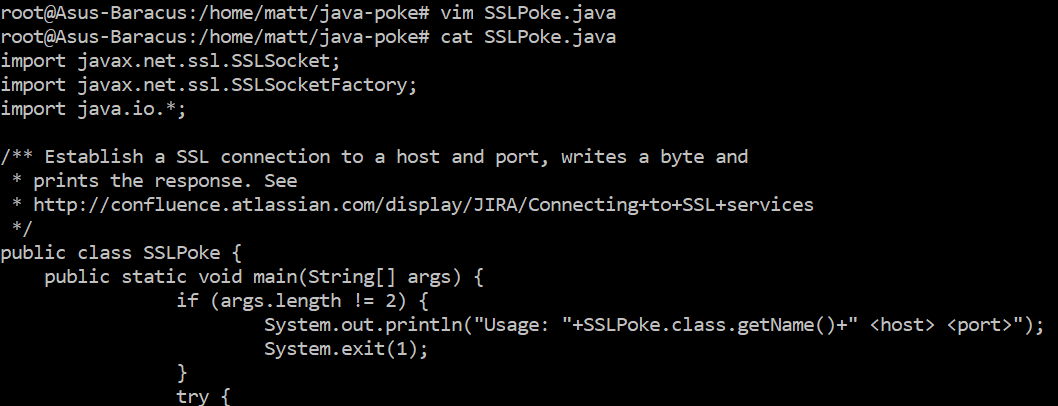 root@Asus-Baracus:/home/matt/java-poke# vim SSLPoke.java
root@Asus-Baracus:/home/matt/java-poke# cat SSLPoke.java
import javax.net.ssl.SSLSocket;
import javax.net.ssl.SSLSocketFactory;
import java.io.*;

/** Establish a SSL connection to a host and port, writes a byte and
 * prints the response. See
 * http://confluence.atlassian.com/display/JIRA/Connecting+to+SSL+services
 */
public class SSLPoke {
    public static void main(String[] args) {
                if (args.length != 2) {
                        System.out.println("Usage: "+SSLPoke.class.getName()+" <host> <port>");
                        System.exit(1);
                }
                try {